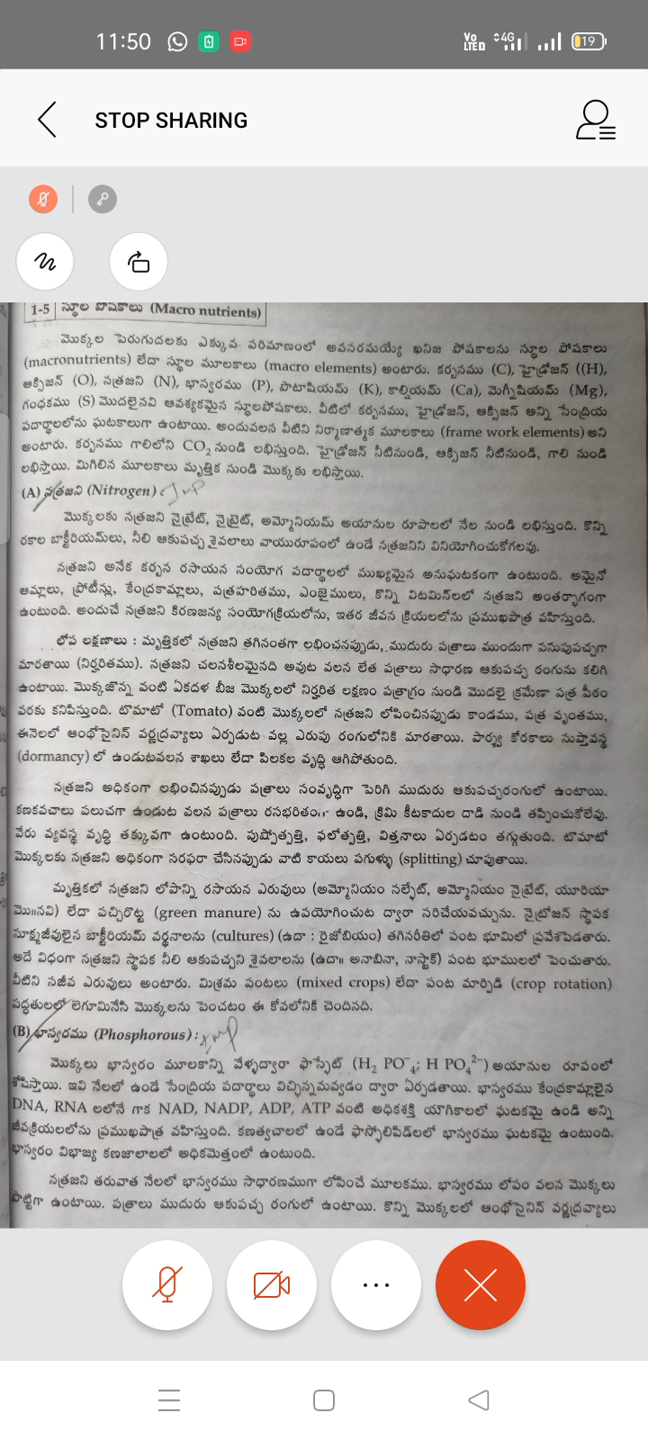 11:50
Vo LTE D 4G 19
STOP SHARING
1-5 స్థూల పోషకాలు (Macro nutrients)
మొక్కల పెరుగుదలకు ఎక్కువ పరిమాణంలో అవసరమయ్యే ఖనిజ పోషకాలను స్థూల పోషకాలు
(macronutrients) లేదా స్థూల మూలకాలు (macro elements) అంటారు. కర్బనము (C), హైడ్రోజన్ ((H),
ఆక్సిజన్ (O), నత్రజని (N), భాస్వరము (P), పొటాషియమ్ (K), కాల్షియమ్ (Ca), మెగ్నీషియమ్ (Mg),
గంధకము (S) మొదలైనవి ఆవశ్యకమైన స్థూలపోషకాలు. వీటిలో కర్బనము, హైడ్రోజన్, ఆక్సిజన్ అన్ని సేంద్రియ
పదార్థాలలోను ఘటకాలుగా ఉంటాయి. అందువలన వీటిని నిర్మాణాత్మక మూలకాలు (frame work elements) అని
అంటారు. కర్బనము గాలిలోని CO2 నుండి లభిస్తుంది. హైడ్రోజన్ నీటినుండి, ఆక్సిజన్ నీటినుండి, గాలి నుండి
లభిస్తాయి. మిగిలిన మూలకాలు మృత్తిక నుండి మొక్కకు లభిస్తాయి.
(A) నత్రజని (Nitrogen) Imp
మొక్కలకు నత్రజని నైట్రేట్, నైట్రైట్, అమ్మోనియమ్ అయానుల రూపాలలో నేల నుండి లభిస్తుంది. కొన్ని
రకాల బాక్టీరియమ్‌లు, నీలి ఆకుపచ్చ శైవలాలు వాయురూపంలో ఉండే నత్రజనిని వినియోగించుకోగలవు.
నత్రజని అనేక కర్బన రసాయన సంయోగ పదార్థాలలో ముఖ్యమైన అనుఘటకంగా ఉంటుంది. అమైనో
ఆమ్లాలు, ప్రోటీన్లు, కేంద్రకామ్లాలు, పత్రహరితము, ఎంజైములు, కొన్ని విటమిన్‌లలో నత్రజని అంతర్భాగంగా
ఉంటుంది. అందుచే నత్రజని కిరణజన్య సంయోగక్రియలోను, ఇతర జీవన క్రియలలోను ప్రముఖపాత్ర వహిస్తుంది.
లోప లక్షణాలు : మృత్తికలో నత్రజని తగినంతగా లభించనప్పుడు, ముదురు పత్రాలు ముందుగా పసుపుపచ్చగా
మారతాయి (నిర్హరితము). నత్రజని చలనశీలమైనది అవుట వలన లేత పత్రాలు సాధారణ ఆకుపచ్చ రంగును కలిగి
ఉంటాయి. మొక్కజొన్న వంటి ఏకదళ బీజ మొక్కలలో నిర్హరిత లక్షణం పత్రాగ్రం నుండి మొదలై క్రమేణా పత్ర పీఠం
వరకు కనిపిస్తుంది. టొమాటో (Tomato) వంటి మొక్కలలో నత్రజని లోపించినప్పుడు కాండము, పత్ర వృంతము,
ఈనెలలో ఆంథోసైనిన్ వర్ణద్రవ్యాలు ఏర్పడుట వల్ల ఎరుపు రంగులోనికి మారతాయి. పార్శ్వ కోరకాలు సుప్తావస్థ
(dormancy) లో ఉండుటవలన శాఖలు లేదా పిలకల వృద్ధి ఆగిపోతుంది.
నత్రజని అధికంగా లభించినప్పుడు పత్రాలు సంవృద్ధిగా పెరిగి ముదురు ఆకుపచ్చరంగులో ఉంటాయి.
కణకవచాలు పలుచగా ఉండుట వలన పత్రాలు రసభరితంగా ఉండి, క్రిమి కీటకాదుల దాడి నుండి తప్పించుకోలేవు.
వేరు వ్యవస్థ వృద్ధి తక్కువగా ఉంటుంది. పుష్పోత్పత్తి, ఫలోత్పత్తి, విత్తనాలు ఏర్పడటం తగ్గుతుంది. టొమాటో
మొక్కలకు నత్రజని అధికంగా సరఫరా చేసినప్పుడు వాటి కాయలు పగుళ్ళు (splitting) చూపుతాయి.
మృత్తికలో నత్రజని లోపాన్ని రసాయన ఎరువులు (అమ్మోనియం సల్ఫేట్, అమ్మోనియం నైట్రేట్, యూరియా
మొ॥నవి) లేదా పచ్చిరొట్ట (green manure) ను ఉపయోగించుట ద్వారా సరిచేయవచ్చును. నైట్రోజన్ స్థాపక
సూక్ష్మజీవులైన బాక్టీరియమ్ వర్ధనాలను (cultures) (ఉదా : రైజోబియం) తగినరీతిలో పంట భూమిలో ప్రవేశపెడతారు.
అదే విధంగా నత్రజని స్థాపక నీలి ఆకుపచ్చని శైవలాలను (ఉదా॥ అనాబినా, నాస్టాక్) పంట భూములలో పెంచుతారు.
వీటిని సజీవ ఎరువులు అంటారు. మిశ్రమ పంటలు (mixed crops) లేదా పంట మార్పిడి (crop rotation)
పద్ధతులలో లెగూమినేసి మొక్కలను పెంచటం ఈ కోవలోనికి చెందినది.
(B) భాస్వరము (Phosphorous) : Imp
మొక్కలు భాస్వరం మూలకాన్ని వేళ్ళద్వారా ఫాస్ఫేట్ (H2 PO−4; H PO42−) అయానుల రూపంలో
శోషిస్తాయి. ఇవి నేలలో ఉండే సేంద్రియ పదార్థాలు విచ్ఛిన్నమవ్వడం ద్వారా ఏర్పడతాయి. భాస్వరము కేంద్రకామ్లాలైన
DNA, RNA లలోనే గాక NAD, NADP, ADP, ATP వంటి అధికశక్తి యౌగికాలలో ఘటకమై ఉండి అన్ని
జీవక్రియలలోను ప్రముఖపాత్ర వహిస్తుంది. కణత్వచాలలో ఉండే ఫాస్ఫోలిపిడ్‌లలో భాస్వరము ఘటకమై ఉంటుంది.
భాస్వరం విభాజ్య కణజాలాలలో అధికమొత్తంలో ఉంటుంది.
నత్రజని తరువాత నేలలో భాస్వరము సాధారణముగా లోపించే మూలకము. భాస్వరము లోపం వలన మొక్కలు
పొట్టిగా ఉంటాయి. పత్రాలు ముదురు ఆకుపచ్చ రంగులో ఉంటాయి. కొన్ని మొక్కలలో ఆంథోసైనిన్ వర్ణద్రవ్యాలు